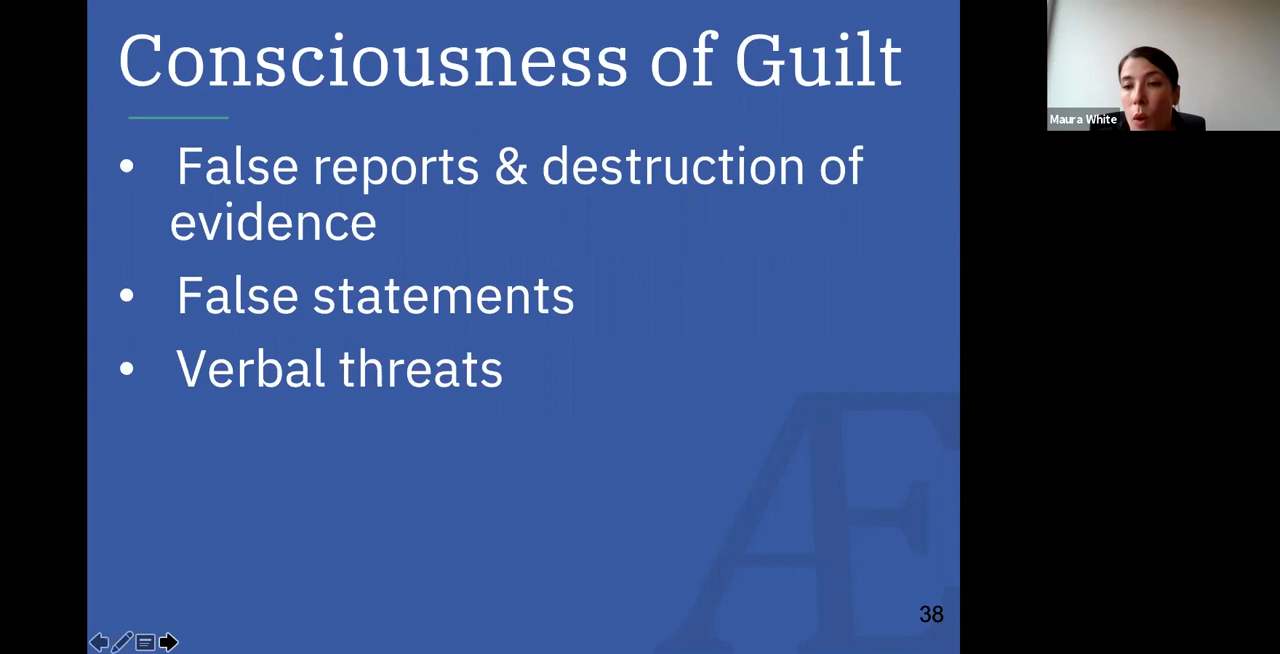 Consciousness of Guilt
• False reports & destruction of
evidence
• False statements
• Verbal threats
Æ
38
Maura White